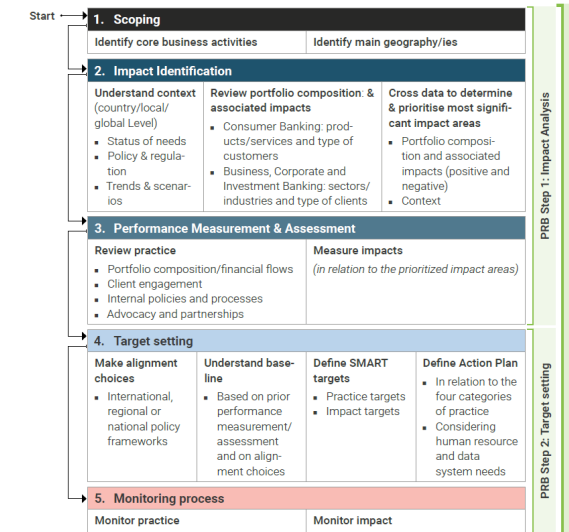 Start
1. Scoping
Identify core business activities
Identify main geography/ies
2. Impact Identification
Understand context
(country/local/
global Level)
▪ Status of needs
▪ Policy & regula-
tion
▪ Trends & scenar-
ios
Review portfolio composition: &
associated impacts
▪ Consumer Banking: prod-
ucts/services and type of
customers
▪ Business, Corporate and
Investment Banking: sectors/
industries and type of clients
Cross data to determine
& prioritise most signifi-
cant impact areas
▪ Portfolio composi-
tion and associated
impacts (positive and
negative)
▪ Context
3. Performance Measurement & Assessment
Review practice
▪ Portfolio composition/financial flows
▪ Client engagement
▪ Internal policies and processes
▪ Advocacy and partnerships
Measure impacts
(in relation to the prioritized impact areas)
PRB Step 1: Impact Analysis
4. Target setting
Make alignment
choices
▪ International,
regional or
national policy
frameworks
Understand base-
line
▪ Based on prior
performance
measurement/
assessment
and on align-
ment choices
Define SMART
targets
▪ Practice targets
▪ Impact targets
Define Action Plan
▪ In relation to the
four categories
of practice
▪ Considering
human resource
and data
system needs
PRB Step 2: Target setting
5. Monitoring process
Monitor practice
Monitor impact